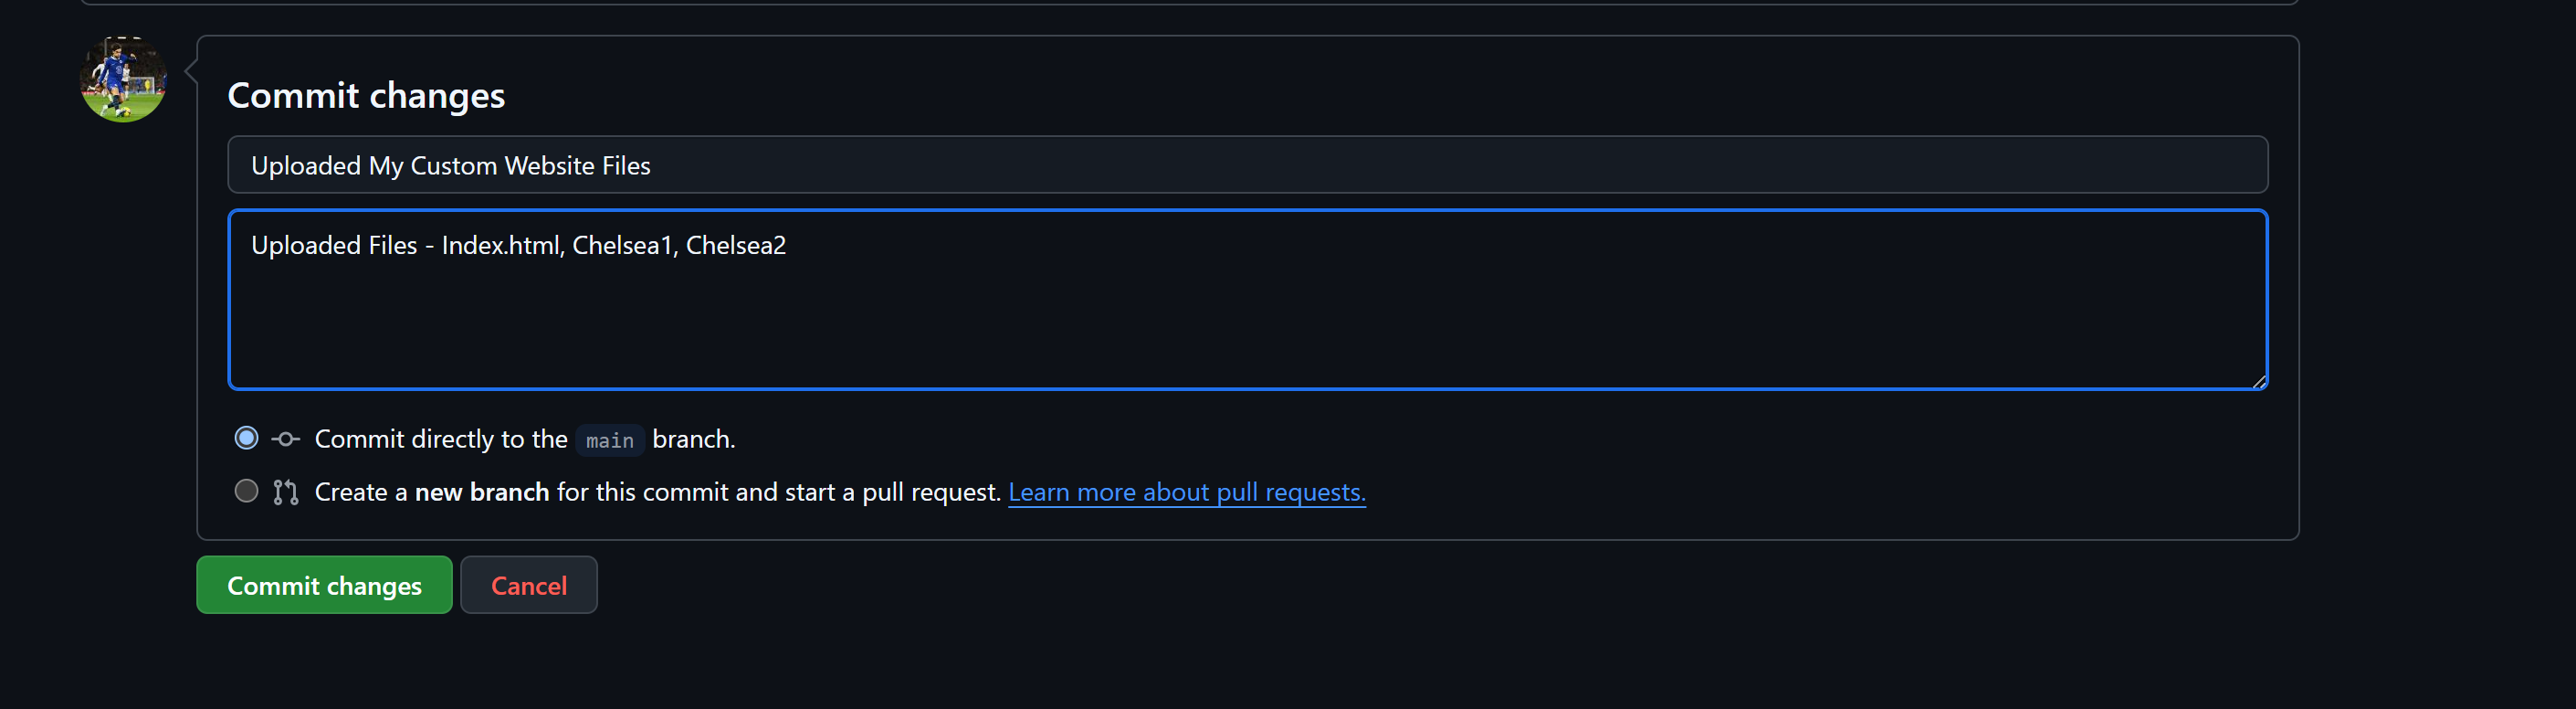 Commit changes
Uploaded My Custom Website Files
Uploaded Files - Index.html, Chelsea1, Chelsea2
Commit directly to the main branch.
Create a new branch for this commit and start a pull request. Learn more about pull requests.
Commit changes Cancel